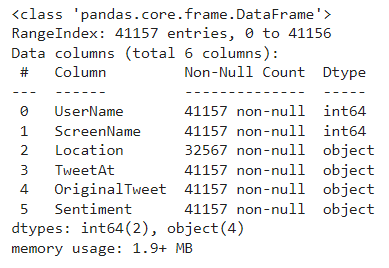 <class 'pandas.core.frame.DataFrame'>
RangeIndex: 41157 entries, 0 to 41156
Data columns (total 6 columns):
 #   Column         Non-Null Count  Dtype
---  ------         --------------  -----
 0   UserName       41157 non-null  int64
 1   ScreenName     41157 non-null  int64
 2   Location       32567 non-null  object
 3   TweetAt        41157 non-null  object
 4   OriginalTweet  41157 non-null  object
 5   Sentiment      41157 non-null  object
dtypes: int64(2), object(4)
memory usage: 1.9+ MB